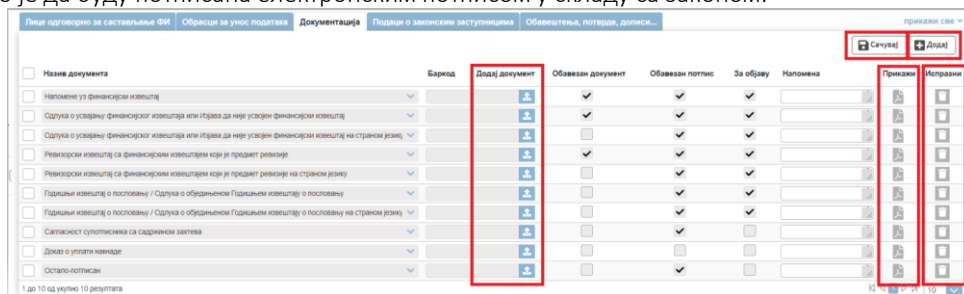 је да буду потписана електронским потписом у складу са законом.
Лице одговорно за састављање ФИ Обрасци за унос података Документација Подаци о законским заступницима Обавештења, потврде, дописи... прикажи све
Сачувај Додај
Назив документа Баркод Додај документ Обавезан документ Обавезан потпис За објаву Напомена Прикажи Испразни
Напомене уз финансијски извештај
Одлука о усвајању финансијског извештаја или Изјава да није усвојен финансијски извештај
Одлука о усвајању финансијског извештаја или Изјава да није усвојен финансијски извештај на страном језику
Ревизорски извештај са финансијским извештајем који је предмет ревизије
Ревизорски извештај са финансијским извештајем који је предмет ревизије на страном језику
Годишњи извештај о пословању / Одлука о обједињеном Годишњем извештају о пословању
Годишњи извештај о пословању / Одлука о обједињеном Годишњем извештају о пословању на страном језику
Сагласност супотписника са садржином захтева
Доказ о уплати накнаде
Остало-потписан
1 до 10 од укупно 10 резултата 1 10